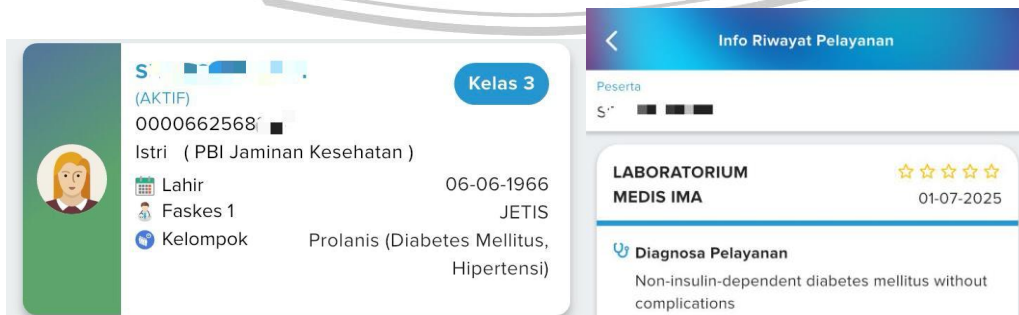 (AKTIF)
Kelas 3
0000662568
Istri ( PBI Jaminan Kesehatan )
Lahir 06-06-1966
Faskes 1 JETIS
Kelompok Prolanis (Diabetes Mellitus,
Hipertensi)
Info Riwayat Pelayanan
Peserta
LABORATORIUM
MEDIS IMA
01-07-2025
Diagnosa Pelayanan
Non-insulin-dependent diabetes mellitus without
complications